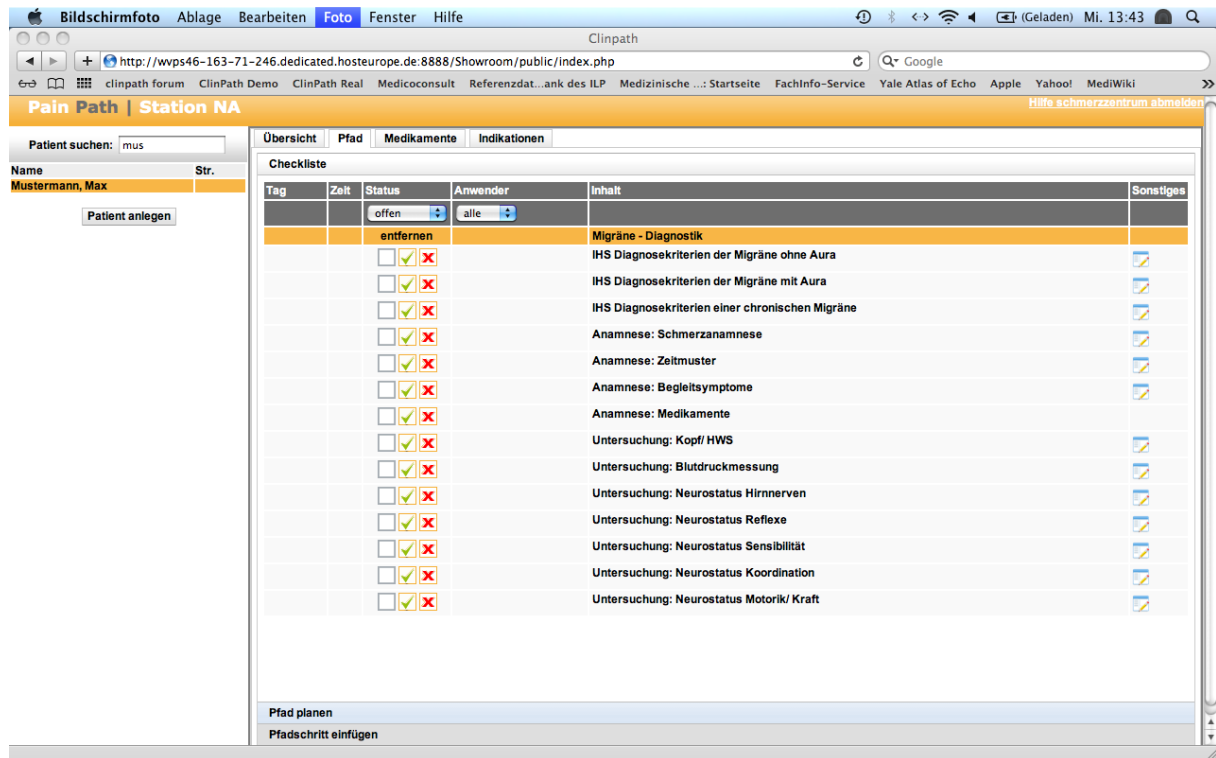 Bildschirmfoto Ablage Bearbeiten Foto Fenster Hilfe (Geladen) Mi. 13:43
Clinpath
http://wvps46-163-71-246.dedicated.hosteurope.de:8888/Showroom/public/index.php Google
clinpath forum ClinPath Demo ClinPath Real Medicoconsult Referenzdat...ank des ILP Medizinische ...: Startseite FachInfo-Service Yale Atlas of Echo Apple Yahoo! MediWiki >>
Pain Path | Station NA Hilfe schmerzzentrum abmelden
Patient suchen: mus
Name Str.
Mustermann, Max
Patient anlegen
Übersicht Pfad Medikamente Indikationen
Checkliste
Tag Zeit Status Anwender Inhalt Sonstiges
offen alle
entfernen Migräne - Diagnostik
IHS Diagnosekriterien der Migräne ohne Aura
IHS Diagnosekriterien der Migräne mit Aura
IHS Diagnosekriterien einer chronischen Migräne
Anamnese: Schmerzanamnese
Anamnese: Zeitmuster
Anamnese: Begleitsymptome
Anamnese: Medikamente
Untersuchung: Kopf/ HWS
Untersuchung: Blutdruckmessung
Untersuchung: Neurostatus Hirnnerven
Untersuchung: Neurostatus Reflexe
Untersuchung: Neurostatus Sensibilität
Untersuchung: Neurostatus Koordination
Untersuchung: Neurostatus Motorik/ Kraft
Pfad planen
Pfadschritt einfügen